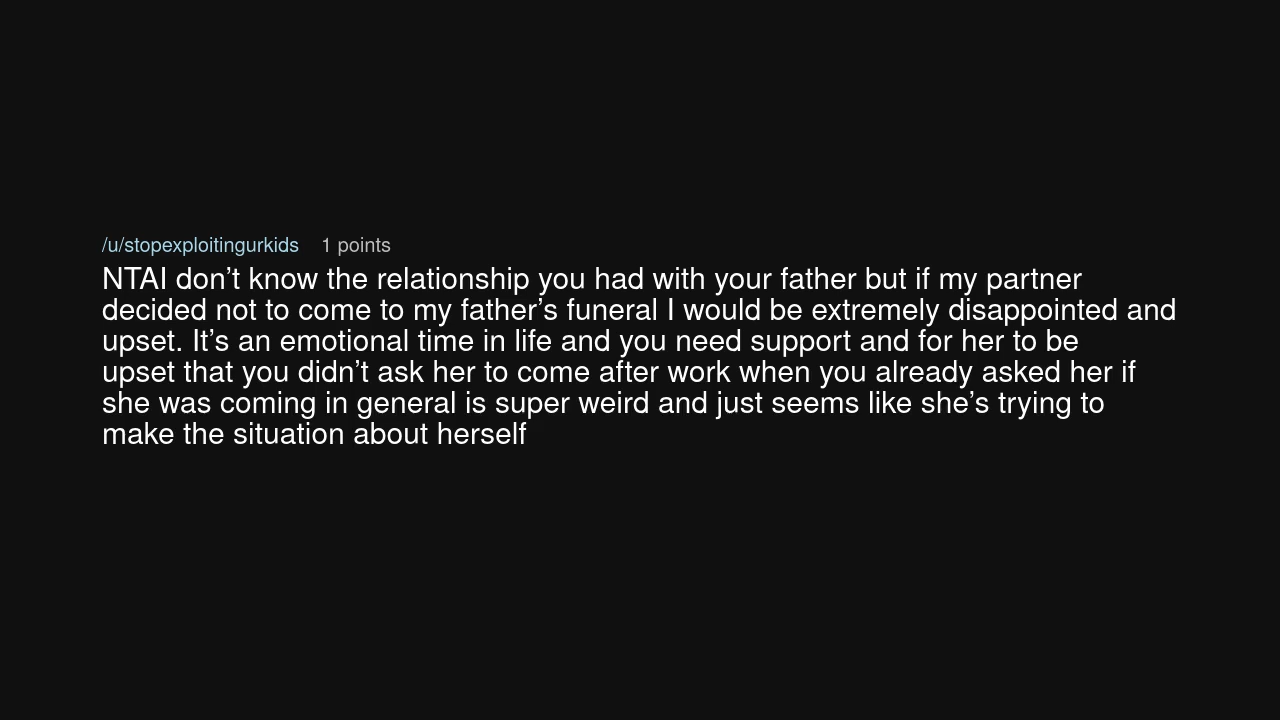 /u/stopexploitingurkids 1 points
NTAI don’t know the relationship you had with your father but if my partner
decided not to come to my father’s funeral I would be extremely disappointed and
upset. It’s an emotional time in life and you need support and for her to be
upset that you didn’t ask her to come after work when you already asked her if
she was coming in general is super weird and just seems like she’s trying to
make the situation about herself